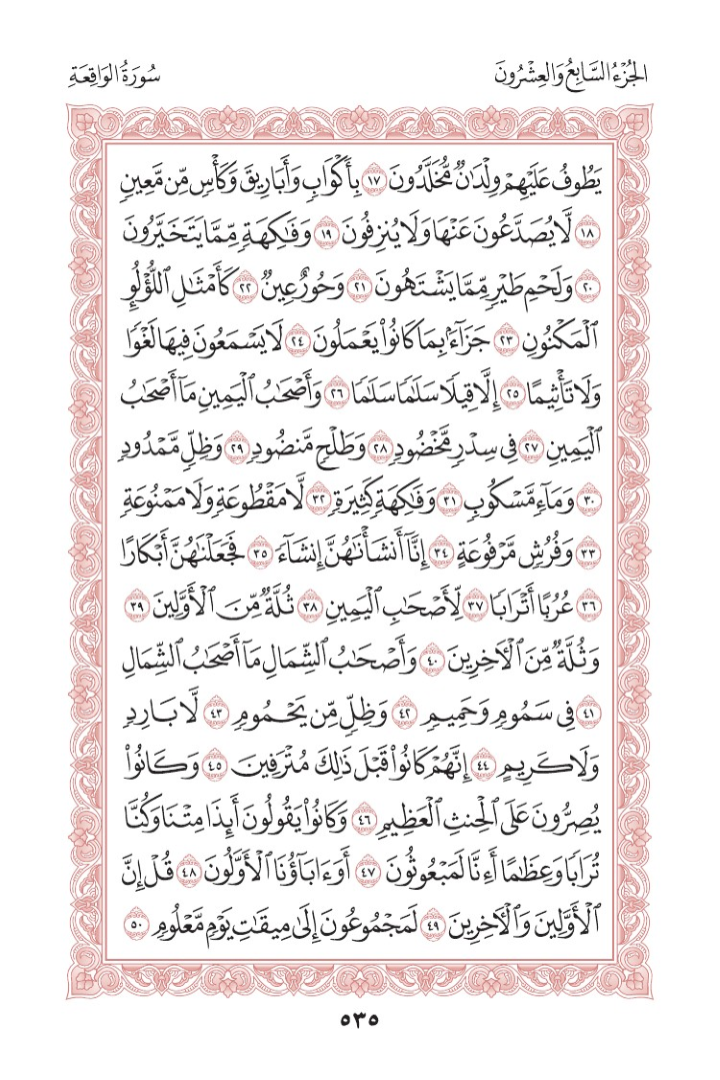 الجُزْءُ السَّابِعُ وَالعِشْرُونَ
سُورَةُ الوَاقِعَةِ
يَطُوفُ عَلَيْهِمْ وِلْدَٰنٌ مُّخَلَّدُونَ ١٧ بِأَكْوَابٍ وَأَبَارِيقَ وَكَأْسٍ مِّن مَّعِينٍ
١٨ لَّا يُصَدَّعُونَ عَنْهَا وَلَا يُنزِفُونَ ١٩ وَفَٰكِهَةٍ مِّمَّا يَتَخَيَّرُونَ
٢٠ وَلَحْمِ طَيْرٍ مِّمَّا يَشْتَهُونَ ٢١ وَحُورٌ عِينٌ ٢٢ كَأَمْثَٰلِ ٱللُّؤْلُؤِ
ٱلْمَكْنُونِ ٢٣ جَزَآءًۢ بِمَا كَانُوا۟ يَعْمَلُونَ ٢٤ لَا يَسْمَعُونَ فِيهَا لَغْوًا
وَلَا تَأْثِيمًا ٢٥ إِلَّا قِيلًا سَلَٰمًا سَلَٰمًا ٢٦ وَأَصْحَٰبُ ٱلْيَمِينِ مَآ أَصْحَٰبُ
ٱلْيَمِينِ ٢٧ فِى سِدْرٍ مَّخْضُودٍ ٢٨ وَطَلْحٍ مَّنضُودٍ ٢٩ وَظِلٍّ مَّمْدُودٍ
٣٠ وَمَآءٍ مَّسْكُوبٍ ٣١ وَفَٰكِهَةٍ كَثِيرَةٍ ٣٢ لَّا مَقْطُوعَةٍ وَلَا مَمْنُوعَةٍ
٣٣ وَفُرُشٍ مَّرْفُوعَةٍ ٣٤ إِنَّآ أَنشَأْنَٰهُنَّ إِنشَآءً ٣٥ فَجَعَلْنَٰهُنَّ أَبْكَارًا
٣٦ عُرُبًا أَتْرَابًا ٣٧ لِّأَصْحَٰبِ ٱلْيَمِينِ ٣٨ ثُلَّةٌ مِّنَ ٱلْأَوَّلِينَ ٣٩
وَثُلَّةٌ مِّنَ ٱلْءَاخِرِينَ ٤٠ وَأَصْحَٰبُ ٱلشِّمَالِ مَآ أَصْحَٰبُ ٱلشِّمَالِ
٤١ فِى سَمُومٍ وَحَمِيمٍ ٤٢ وَظِلٍّ مِّن يَحْمُومٍ ٤٣ لَّا بَارِدٍ
وَلَا كَرِيمٍ ٤٤ إِنَّهُمْ كَانُوا۟ قَبْلَ ذَٰلِكَ مُتْرَفِينَ ٤٥ وَكَانُوا۟
يُصِرُّونَ عَلَى ٱلْحِنثِ ٱلْعَظِيمِ ٤٦ وَكَانُوا۟ يَقُولُونَ أَئِذَا مِتْنَا وَكُنَّا
تُرَابًا وَعِظَٰمًا أَءِنَّا لَمَبْعُوثُونَ ٤٧ أَوَءَابَآؤُنَا ٱلْأَوَّلُونَ ٤٨ قُلْ إِنَّ
ٱلْأَوَّلِينَ وَٱلْءَاخِرِينَ ٤٩ لَمَجْمُوعُونَ إِلَىٰ مِيقَٰتِ يَوْمٍ مَّعْلُومٍ ٥٠
٥٣٥